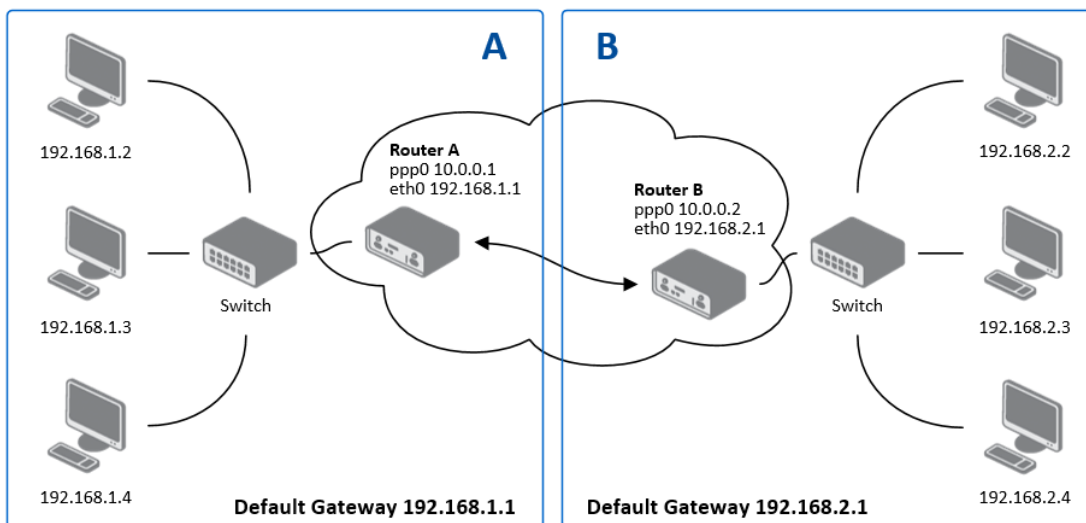 A
B
192.168.1.2
192.168.2.2
Router A
ppp0 10.0.0.1
eth0 192.168.1.1
Router B
ppp0 10.0.0.2
eth0 192.168.2.1
Switch
Switch
192.168.1.3
192.168.2.3
192.168.1.4
192.168.2.4
Default Gateway 192.168.1.1
Default Gateway 192.168.2.1